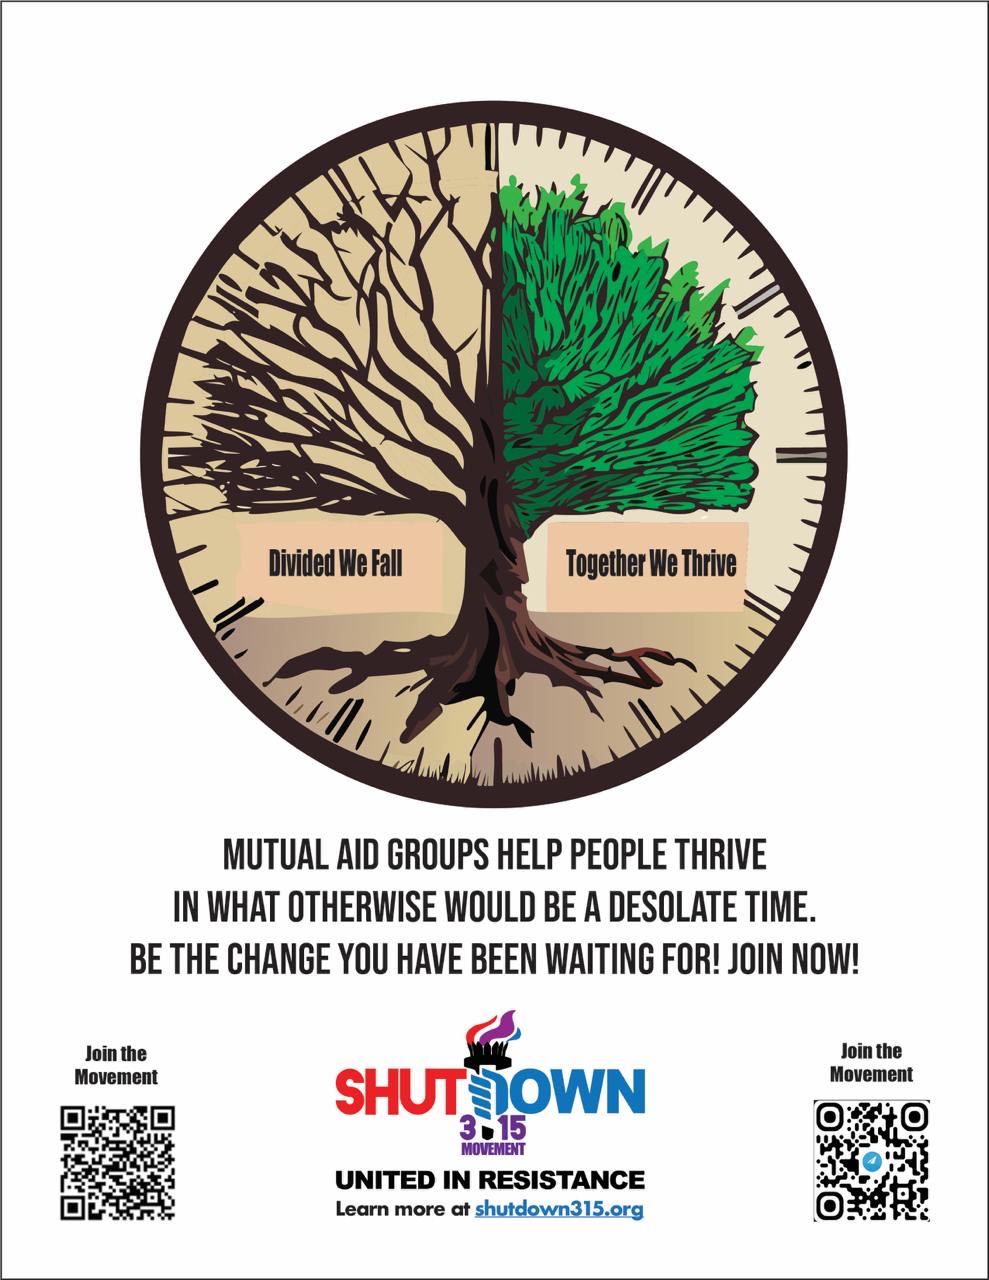 Divided We Fall
Together We Thrive
MUTUAL AID GROUPS HELP PEOPLE THRIVE
IN WHAT OTHERWISE WOULD BE A DESOLATE TIME.
BE THE CHANGE YOU HAVE BEEN WAITING FOR! JOIN NOW!
Join the
Movement
SHUTDOWN
3.15
MOVEMENT
UNITED IN RESISTANCE
Learn more at shutdown315.org
Join the
Movement